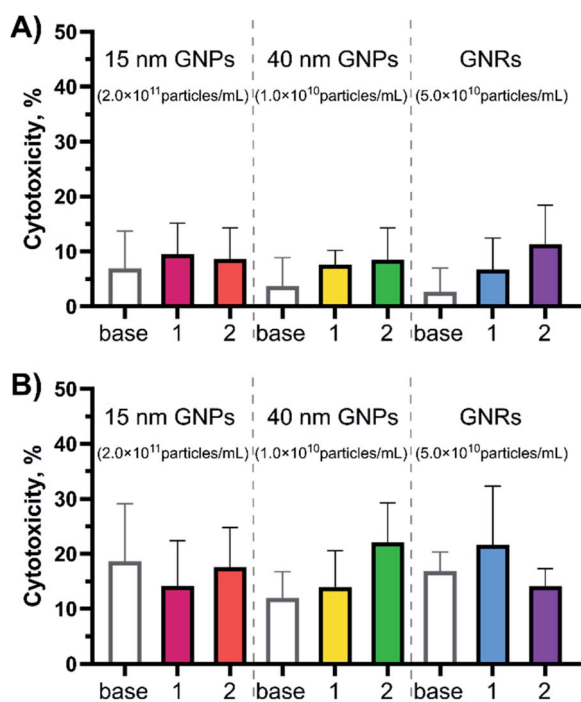 A)
Cytotoxicity, %
50
40
30
20
10
0
15 nm GNPs
(2.0×10¹¹particles/mL)
40 nm GNPs
(1.0×10¹⁰particles/mL)
GNRs
(5.0×10¹⁰particles/mL)
base 1 2 base 1 2 base 1 2
B)
Cytotoxicity, %
50
40
30
20
10
0
15 nm GNPs
(2.0×10¹¹particles/mL)
40 nm GNPs
(1.0×10¹⁰particles/mL)
GNRs
(5.0×10¹⁰particles/mL)
base 1 2 base 1 2 base 1 2